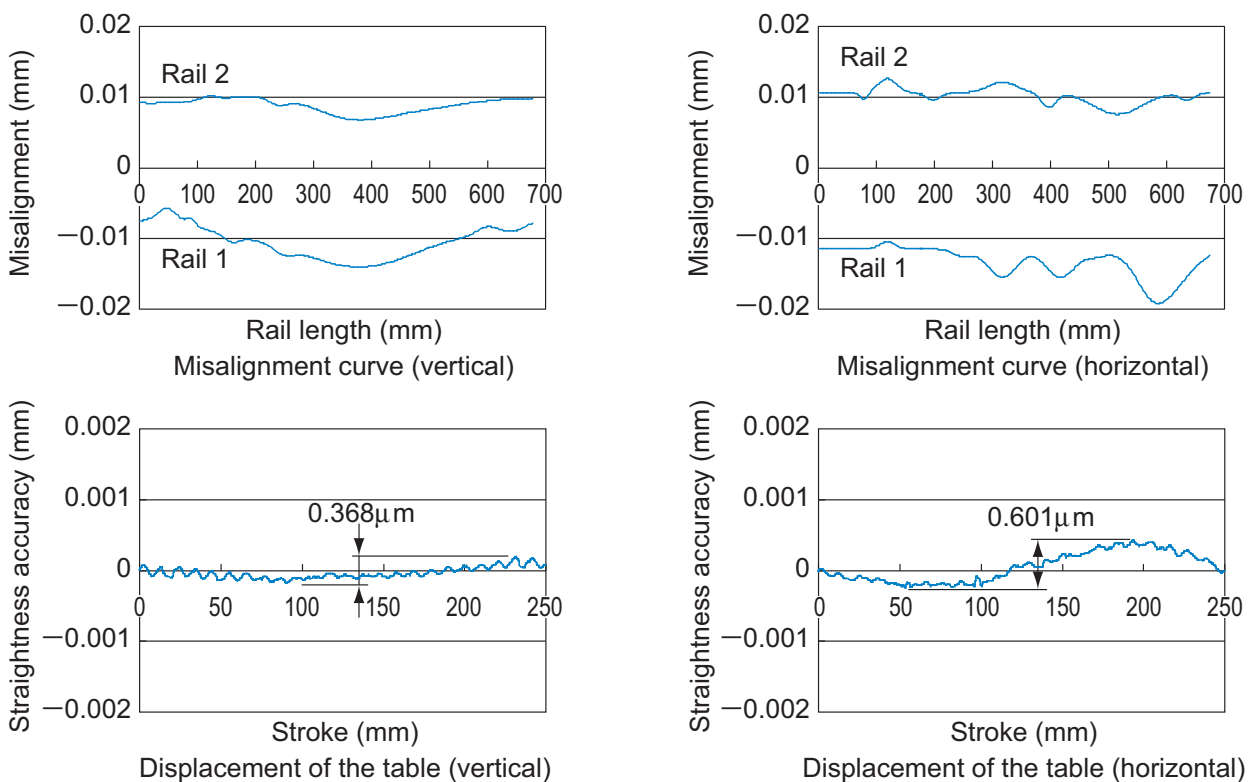 Misalignment (mm)
0.02
0.01
0
−0.01
−0.02
Rail 2
0 100 200 300 400 500 600 700
Rail 1
Rail length (mm)
Misalignment curve (vertical)
Misalignment (mm)
0.02
0.01
0
−0.01
−0.02
Rail 2
0 100 200 300 400 500 600 700
Rail 1
Rail length (mm)
Misalignment curve (horizontal)
Straightness accuracy (mm)
0.002
0.001
0
−0.001
−0.002
0.368μm
0 50 100 150 200 250
Stroke (mm)
Displacement of the table (vertical)
Straightness accuracy (mm)
0.002
0.001
0
−0.001
−0.002
0.601μm
0 50 100 150 200 250
Stroke (mm)
Displacement of the table (horizontal)